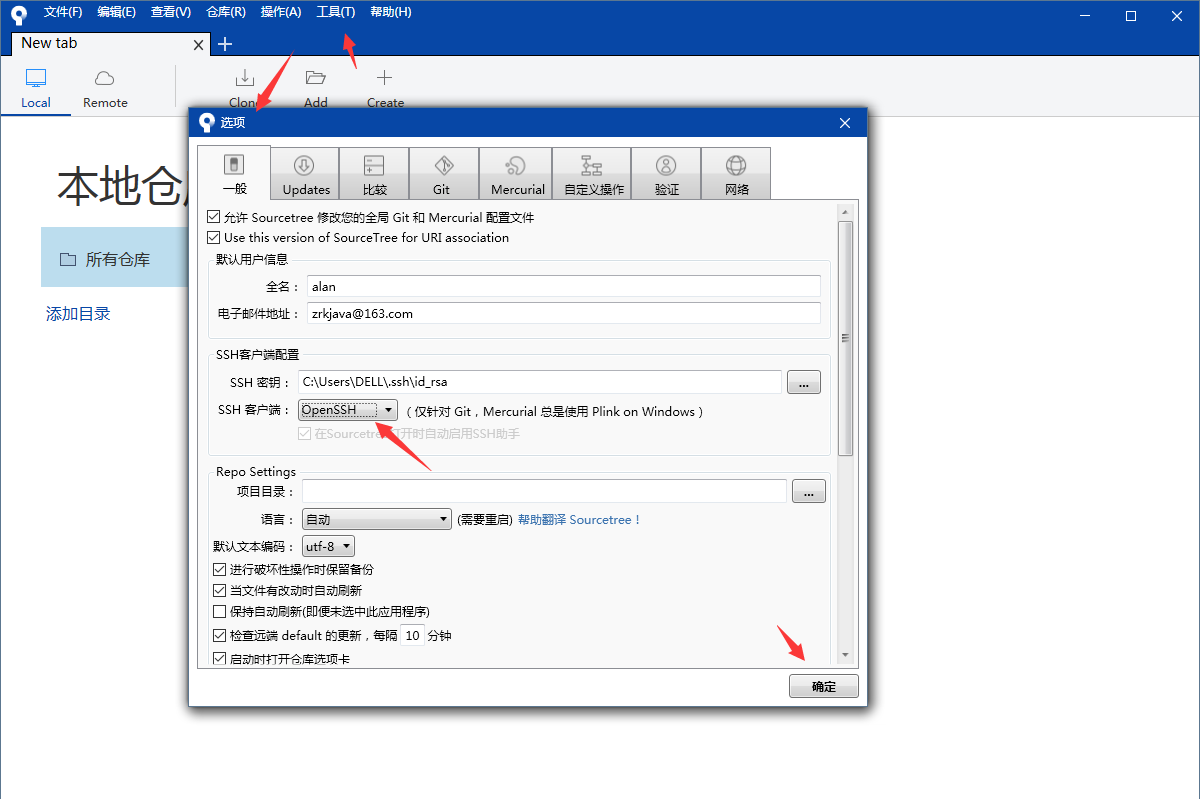 文件(F) 编辑(E) 查看(V) 仓库(R) 操作(A) 工具(T) 帮助(H)
New tab
Local Remote Clone Add Create
选项
本地仓
所有仓库
添加目录
一般 Updates 比较 Git Mercurial 自定义操作 验证 网络
允许 Sourcetree 修改您的全局 Git 和 Mercurial 配置文件
Use this version of SourceTree for URI association
默认用户信息
全名： alan
电子邮件地址： zrkjava@163.com
SSH客户端配置
SSH 密钥： C:\Users\DELL\.ssh\id_rsa ...
SSH 客户端： OpenSSH （仅针对 Git，Mercurial 总是使用 Plink on Windows）
在Sourcetree打开时自动启用SSH助手
Repo Settings
项目目录： ...
语言： 自动 (需要重启) 帮助翻译 Sourcetree！
默认文本编码： utf-8
进行破坏性操作时保留备份
当文件有改动时自动刷新
保持自动刷新(即便未选中此应用程序)
检查远端 default 的更新，每隔 10 分钟
启动时打开仓库选项卡
确定